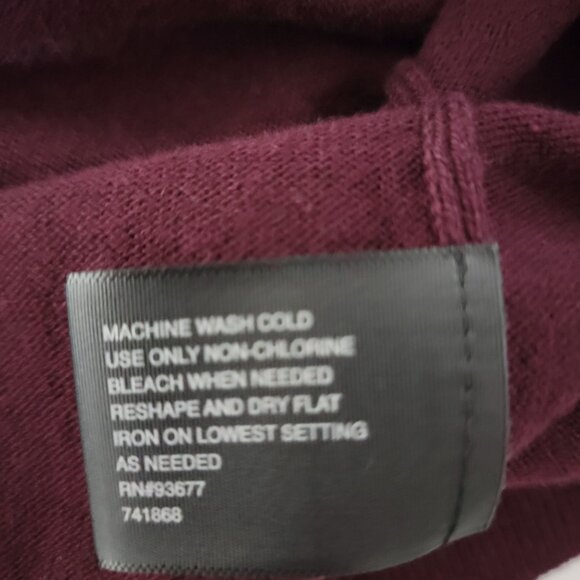 MACHINE WASH COLD
USE ONLY NON-CHLORINE
BLEACH WHEN NEEDED
RESHAPE AND DRY FLAT
IRON ON LOWEST SETTING
AS NEEDED
RN#93677
741868